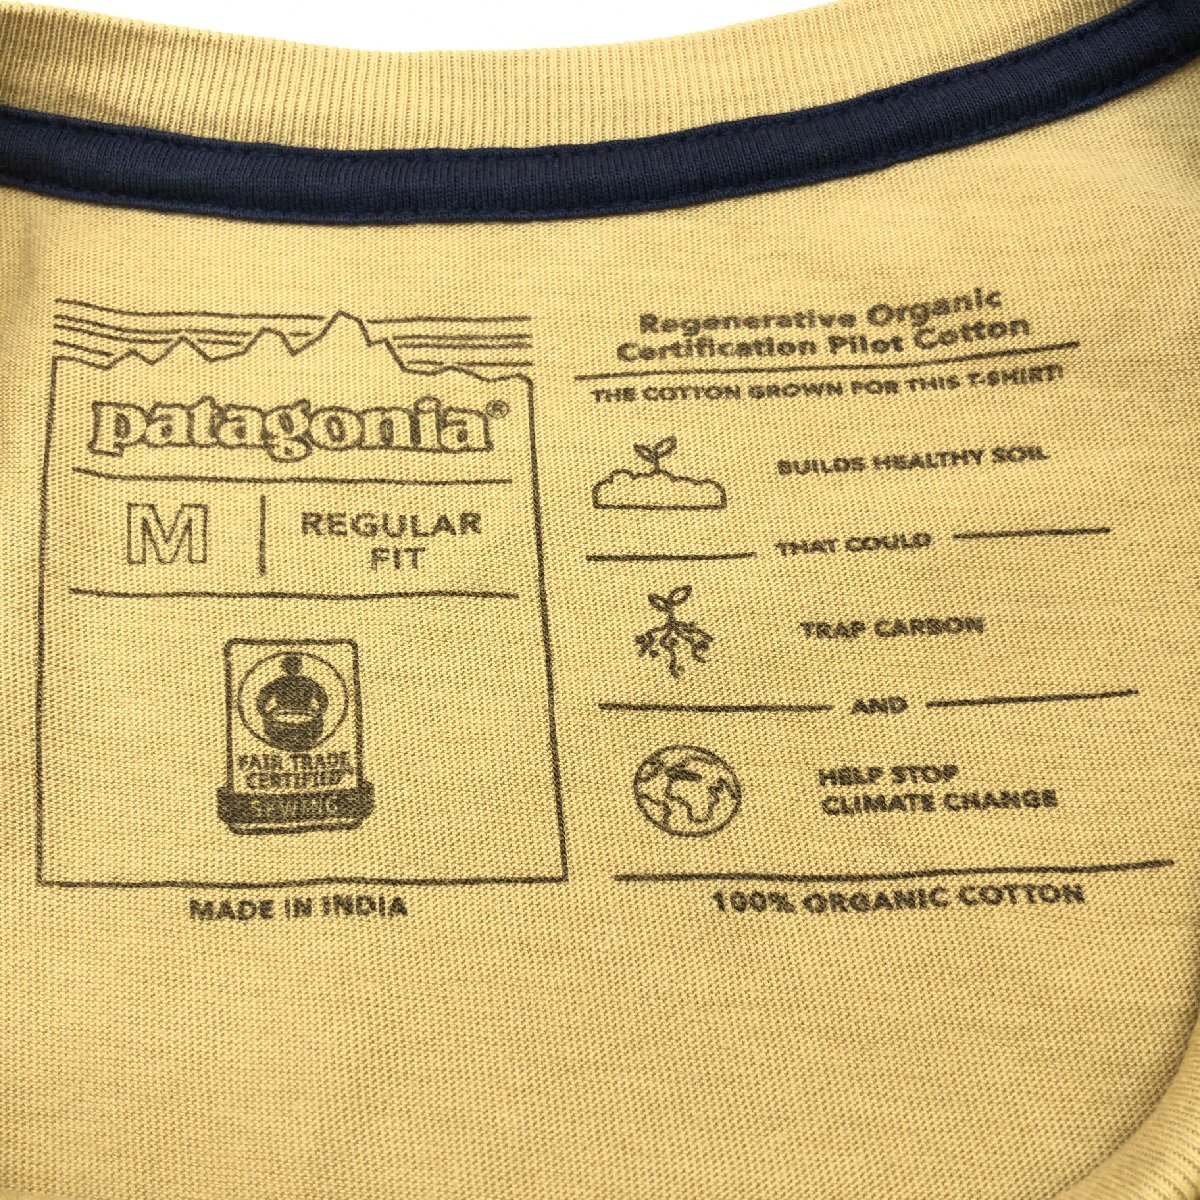 patagonia®
M
REGULAR
FIT
FAIR TRADE
CERTIFIED
SEWING
MADE IN INDIA
Regenerative Organic
Certification Pilot Cotton
THE COTTON GROWN FOR THIS T-SHIRT:
BUILDS HEALTHY SOIL
THAT COULD
TRAP CARBON
AND
HELP STOP
CLIMATE CHANGE
100% ORGANIC COTTON